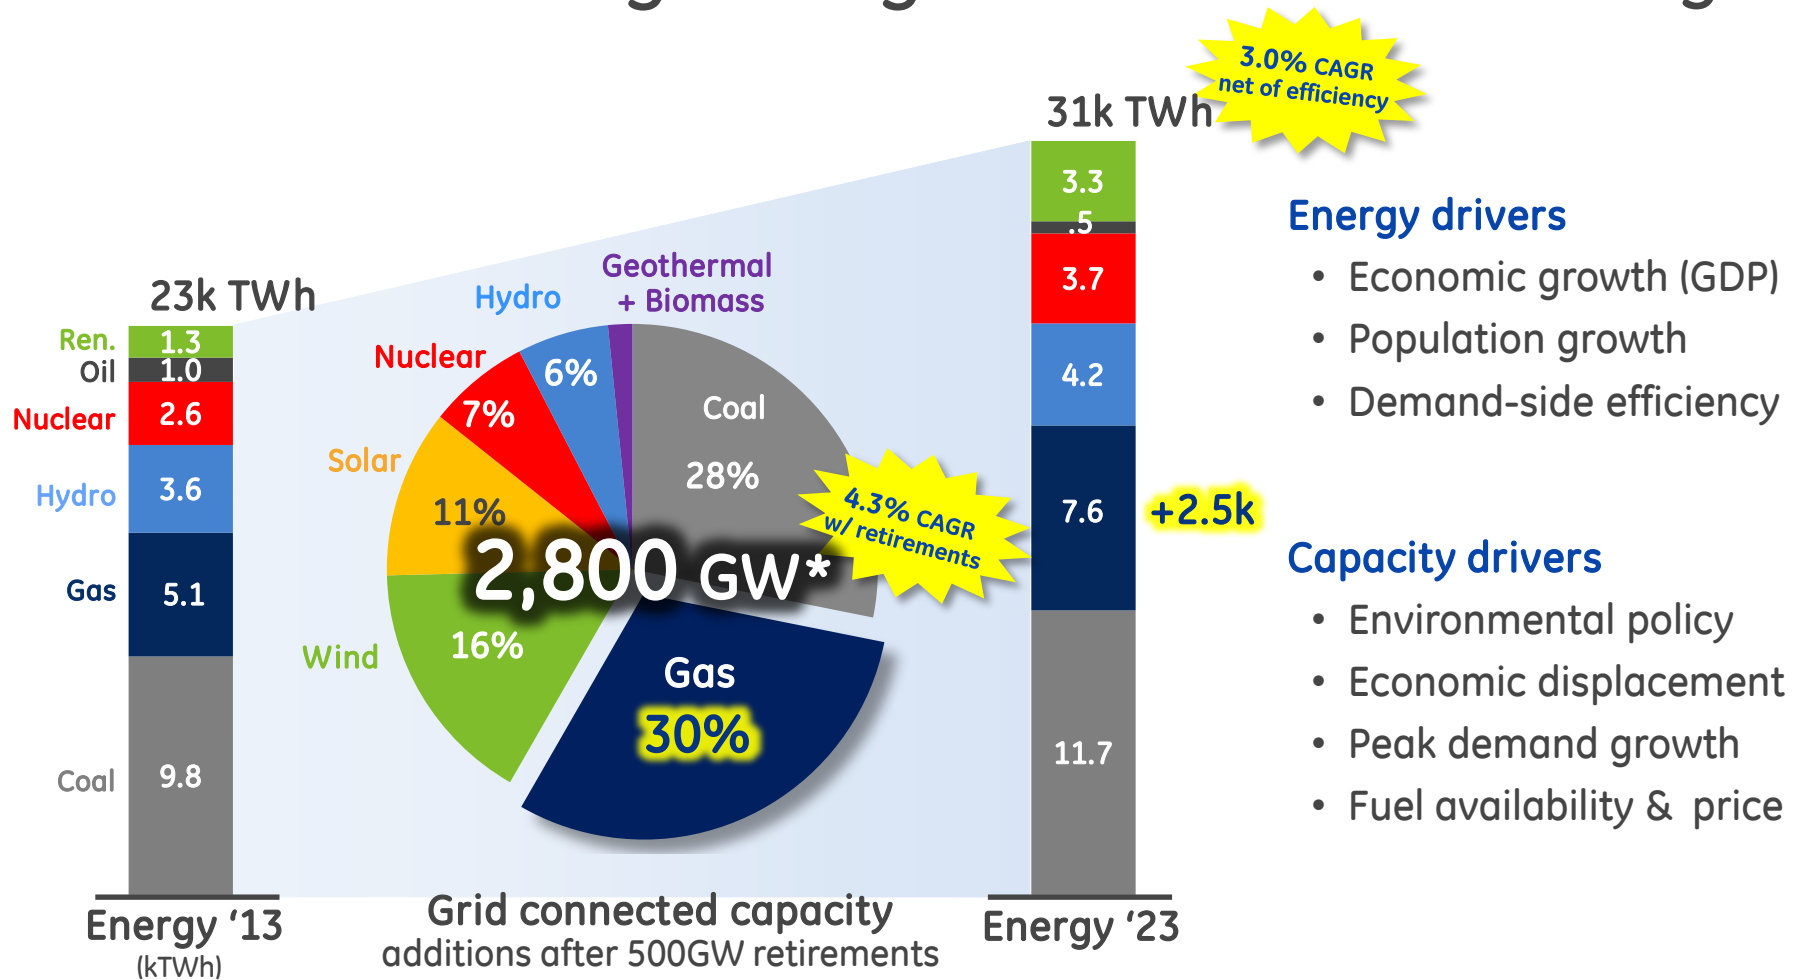 3.0% CAGR
net of efficiency
31k TWh
23k TWh
Ren.
1.3
Oil
1.0
Nuclear
2.6
Hydro
3.6
Gas
5.1
Coal
9.8
Energy ‘13
(kTWh)
Geothermal
+ Biomass
Hydro
6%
Nuclear
7%
Solar
11%
Coal
28%
4.3% CAGR
w/ retirements
2,800 GW*
Wind
16%
Gas
30%
Grid connected capacity
additions after 500GW retirements
3.3
.5
3.7
4.2
7.6
+2.5k
11.7
Energy ‘23
Energy drivers
• Economic growth (GDP)
• Population growth
• Demand-side efficiency
Capacity drivers
• Environmental policy
• Economic displacement
• Peak demand growth
• Fuel availability & price